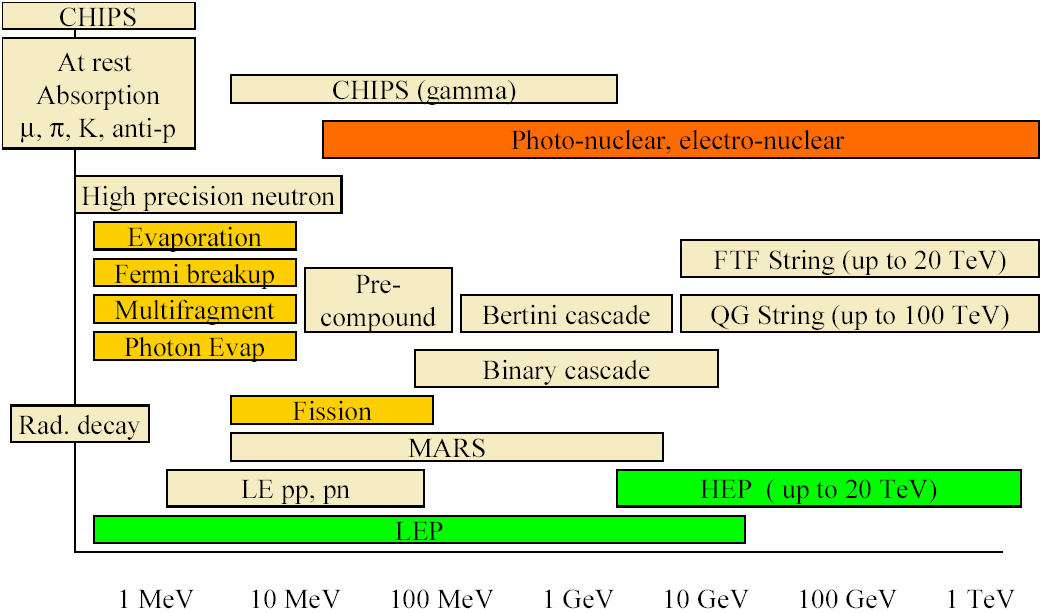 CHIPS
At rest
Absorption
μ, π, K, anti-p
CHIPS (gamma)
Photo-nuclear, electro-nuclear
High precision neutron
Evaporation
Fermi breakup
Multifragment
Photon Evap
Pre-
compound
Bertini cascade
FTF String (up to 20 TeV)
QG String (up to 100 TeV)
Binary cascade
Fission
Rad. decay
MARS
LE pp, pn
HEP ( up to 20 TeV)
LEP
1 MeV 10 MeV 100 MeV 1 GeV 10 GeV 100 GeV 1 TeV